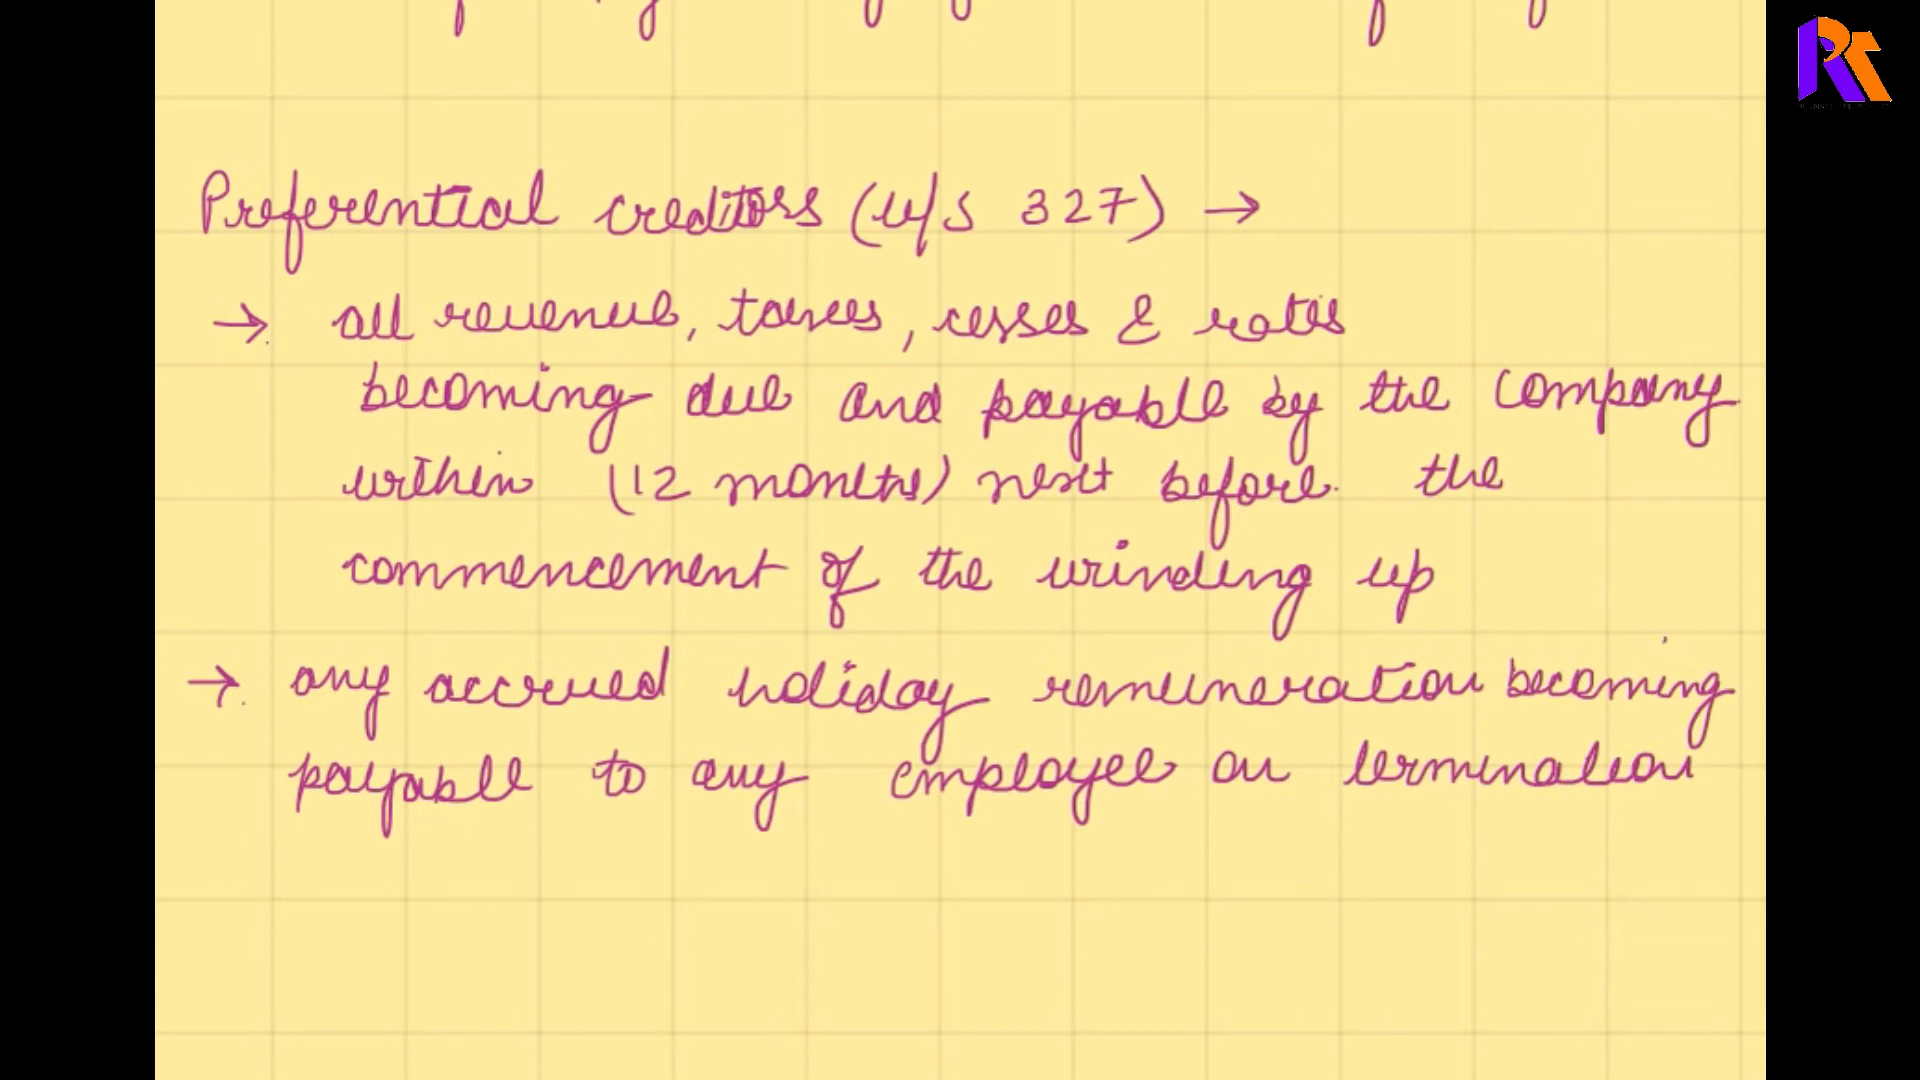 Preferential creditors (u/s 327) →
→ all revenue, taxes, cesses & rates
becoming due and payable by the company
within (12 months) next before the
commencement of the winding up
→ any accrued holiday remuneration becoming
payable to any employee on termination